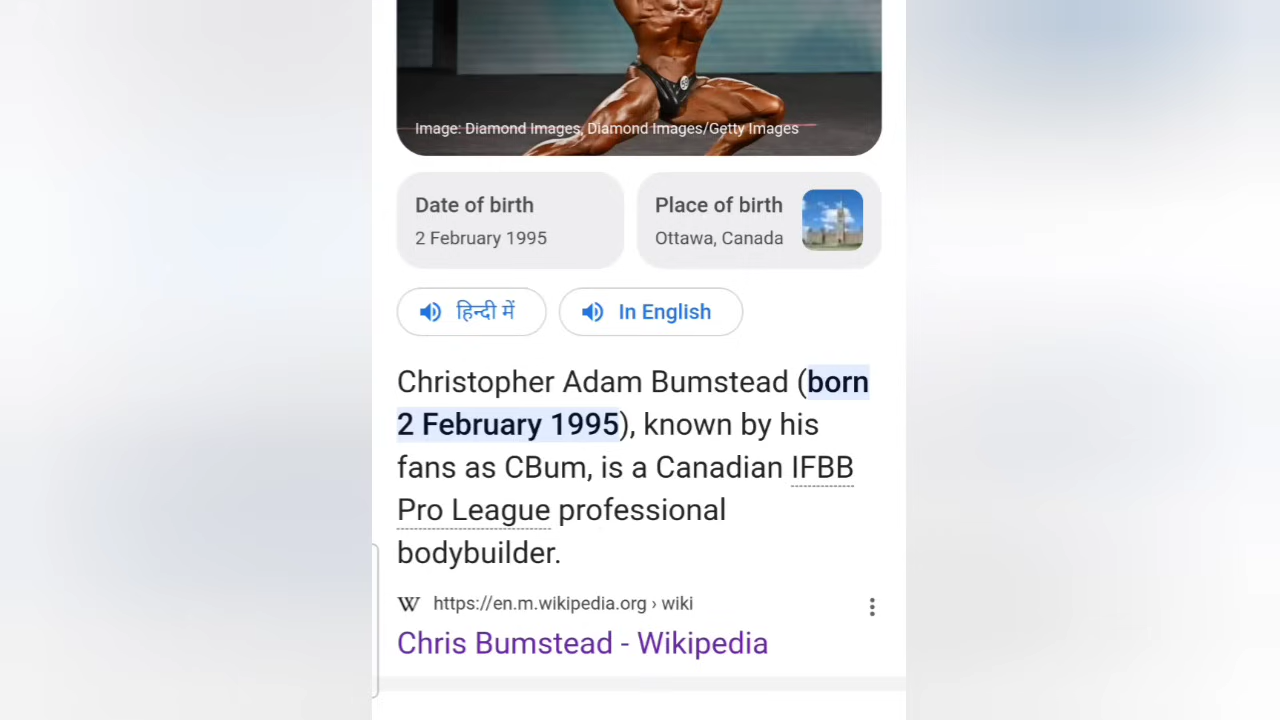 Image: Diamond Images, Diamond Images/Getty Images
Date of birth
2 February 1995
Place of birth
Ottawa, Canada
हिन्दी में
In English
Christopher Adam Bumstead (born
2 February 1995), known by his
fans as CBum, is a Canadian IFBB
Pro League professional
bodybuilder.
W https://en.m.wikipedia.org › wiki
Chris Bumstead - Wikipedia